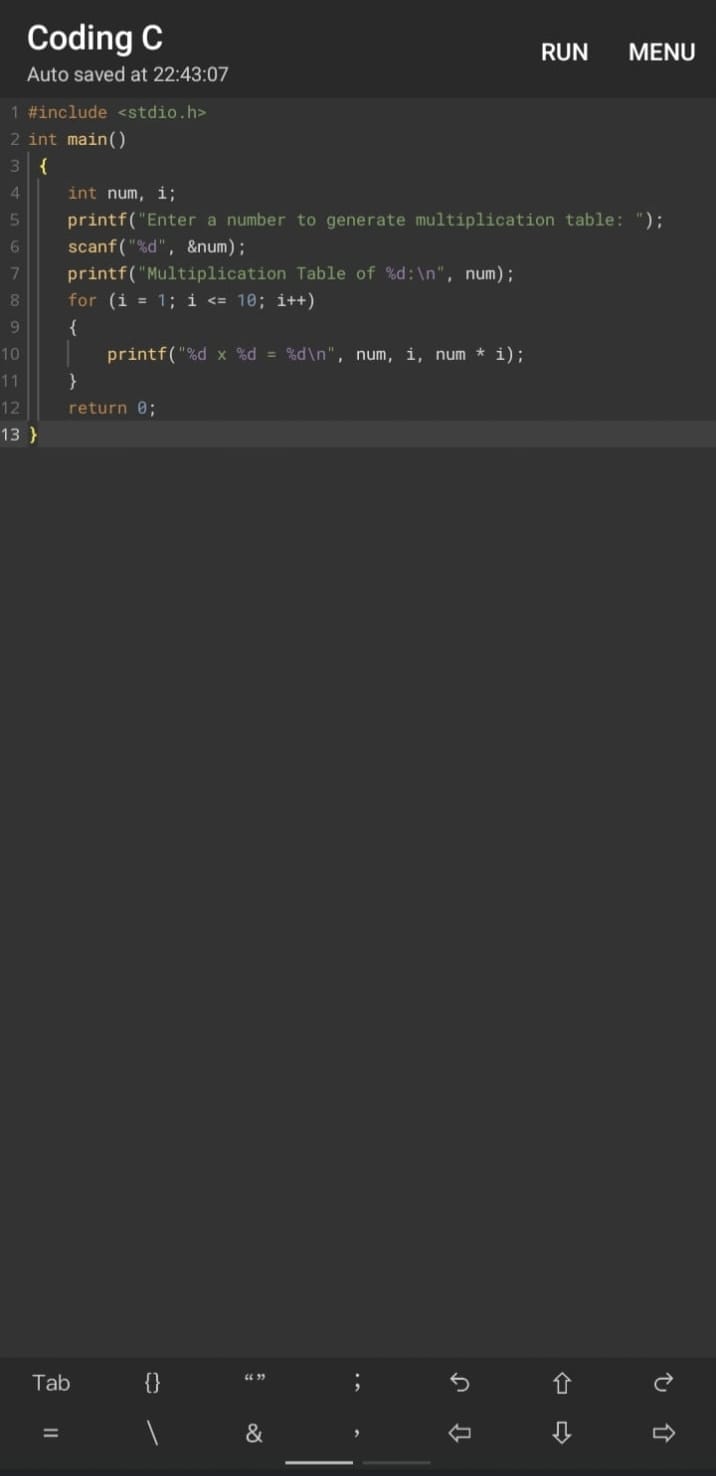 Coding C
RUN MENU
Auto saved at 22:43:07
1 #include <stdio.h>
2 int main()
3 {
4 int num, i;
5 printf("Enter a number to generate multiplication table: ");
6 scanf("%d", &num);
7 printf("Multiplication Table of %d:\n", num);
8 for (i = 1; i <= 10; i++)
9 {
10 printf("%d x %d = %d\n", num, i, num * i);
11 }
12 return 0;
13 }
Tab {} “” ;
= \ & ,